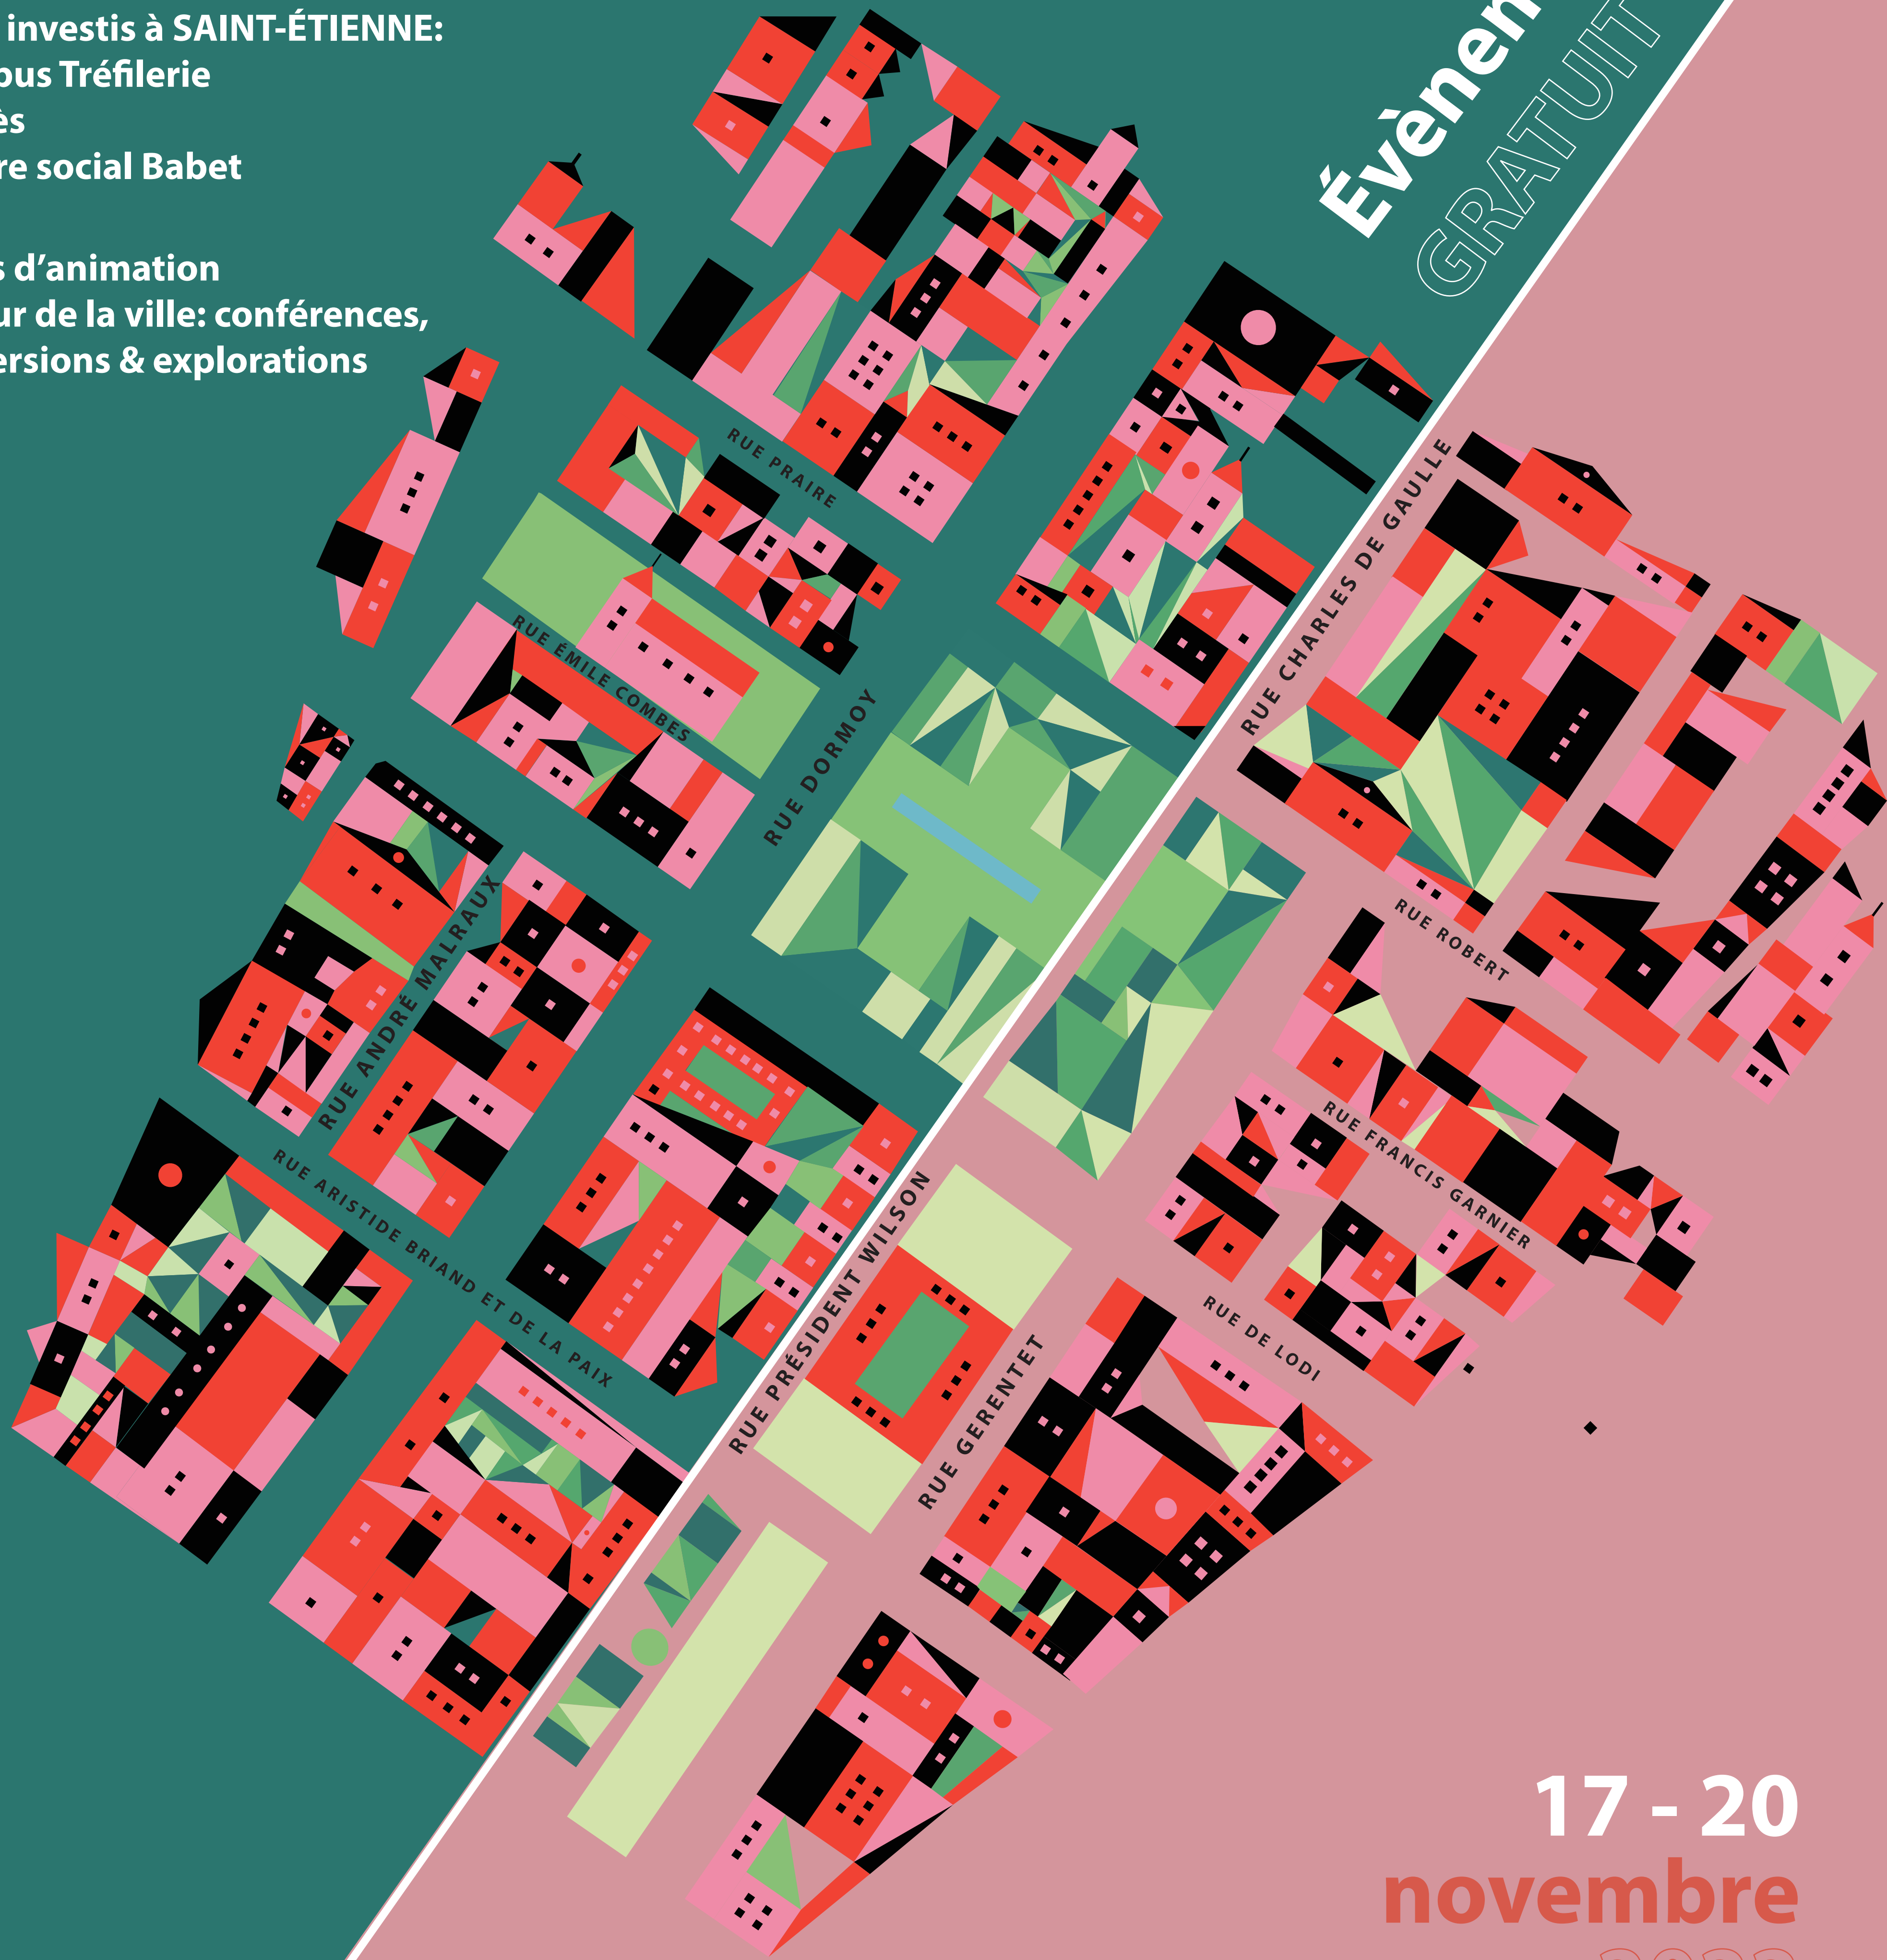 investis à SAINT-ÉTIENNE:
pus Tréfilerie
ès
re social Babet
s d’animation
ur de la ville: conférences,
ersions & explorations
Évènem
GRATUIT
RUE PRAIRE
RUE CHARLES DE GAULLE
RUE ÉMILE COMBES
RUE DORMOY
RUE ANDRÉ MALRAUX
RUE ROBERT
RUE FRANCIS GARNIER
RUE ARISTIDE BRIAND ET DE LA PAIX
RUE PRÉSIDENT WILSON
RUE DE LODI
RUE GERENTET
17 - 20
novembre